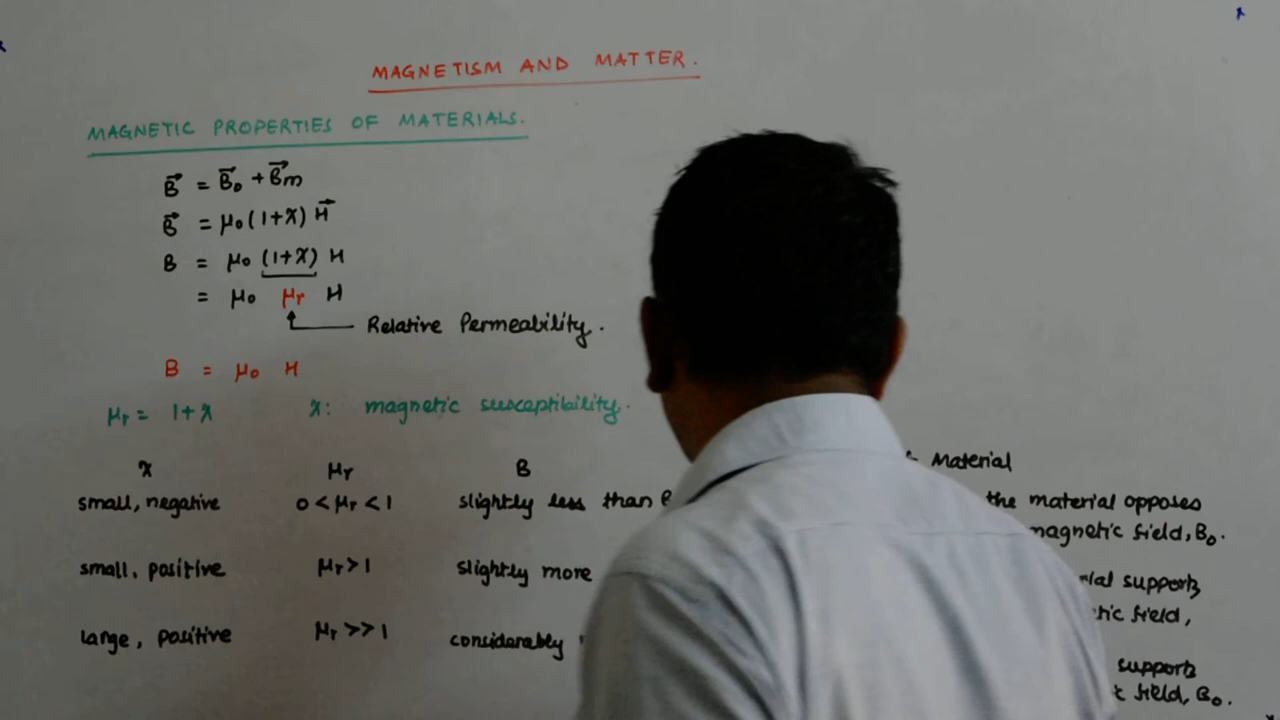 MAGNETISM AND MATTER.
MAGNETIC PROPERTIES OF MATERIALS.
B⃗ = B⃗₀ + B⃗m
B⃗ = μ₀(1+χ) H⃗
B = μ₀ (1+χ) H
= μ₀ μr H
Relative Permeability.
B = μ₀ H
μr = 1+χ χ: magnetic susceptibility.
χ μr B Material
small, negative 0 < μr < 1 slightly less than the material opposes
magnetic field, B₀.
small, positive μr > 1 slightly more supports
field,
large, positive μr >> 1 considerably supports
field, B₀.